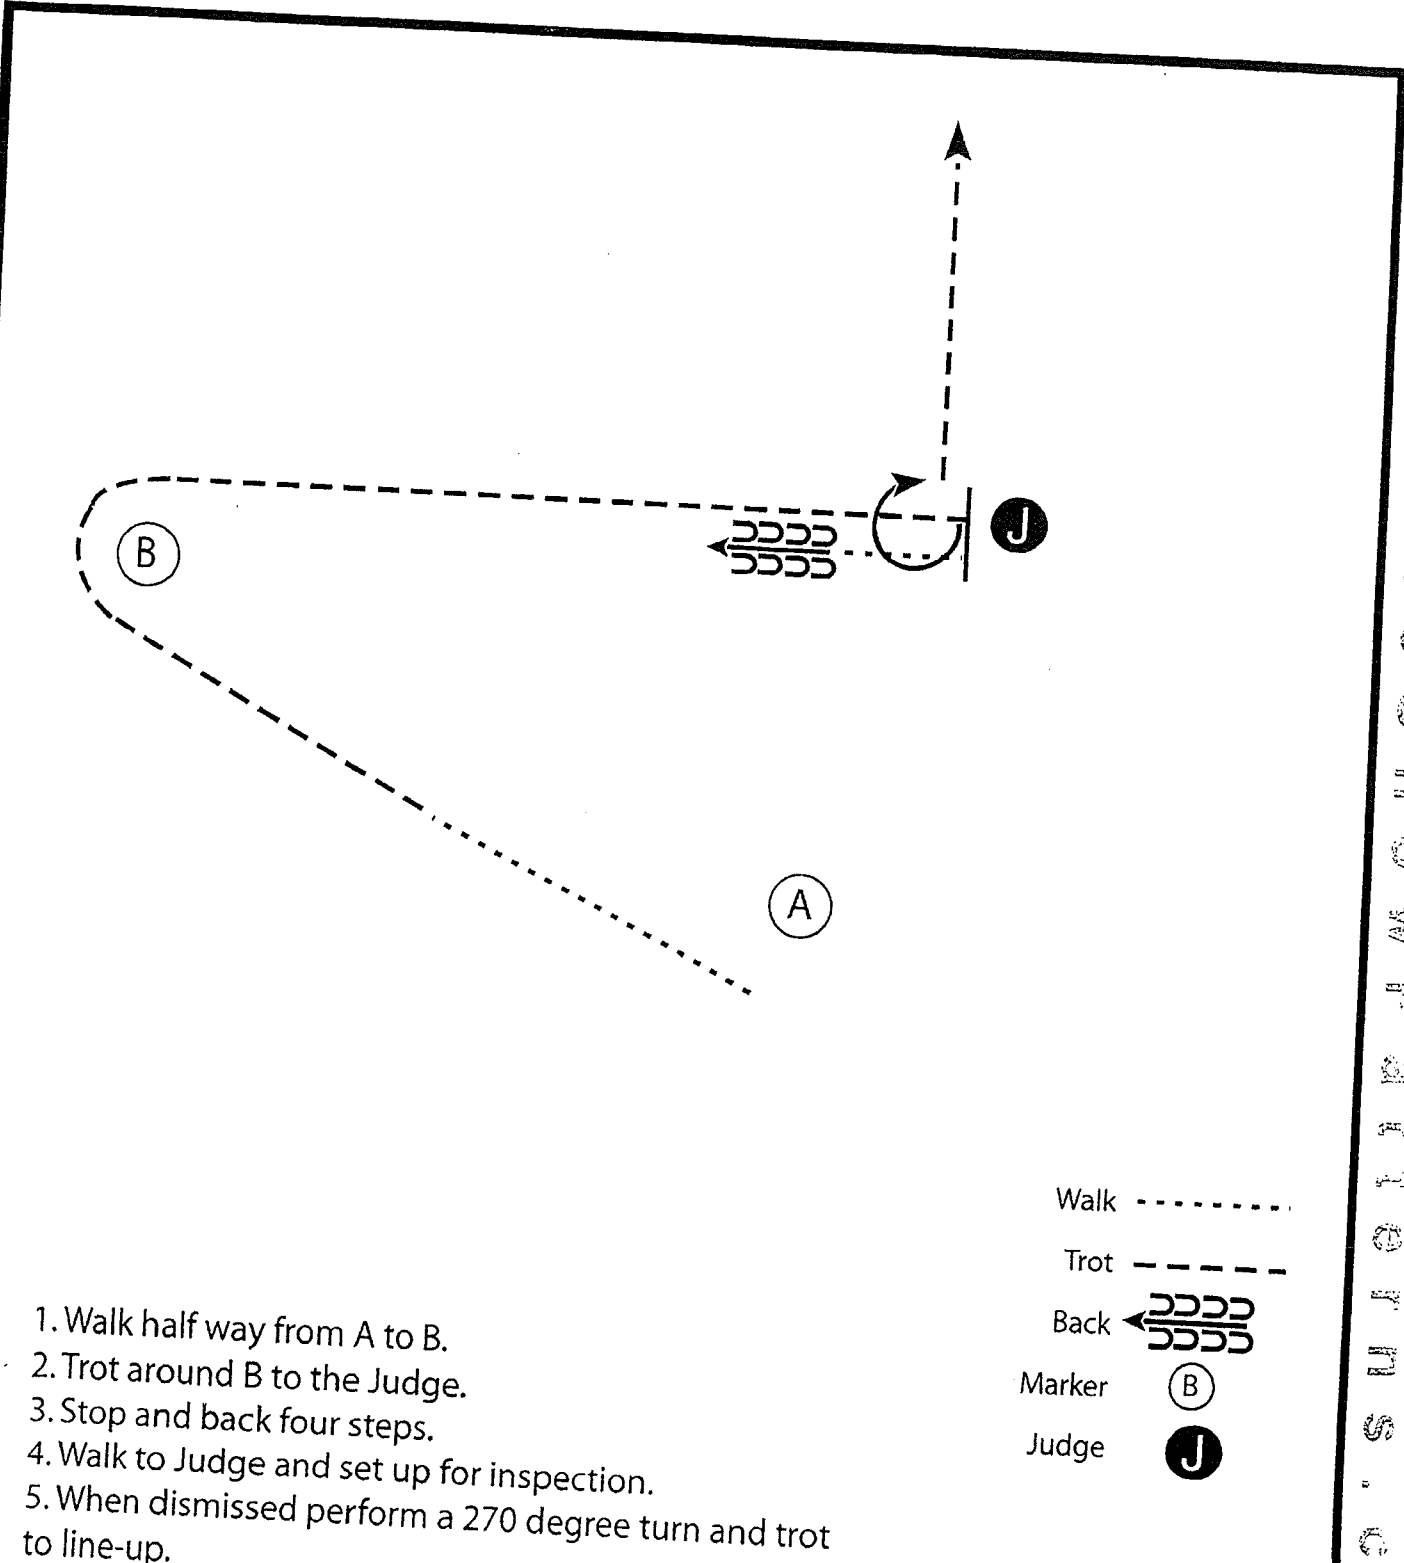 J
B
A
Walk
Trot
Back
Marker B
Judge J
1. Walk half way from A to B.
2. Trot around B to the Judge.
3. Stop and back four steps.
4. Walk to Judge and set up for inspection.
5. When dismissed perform a 270 degree turn and trot
to line-up.